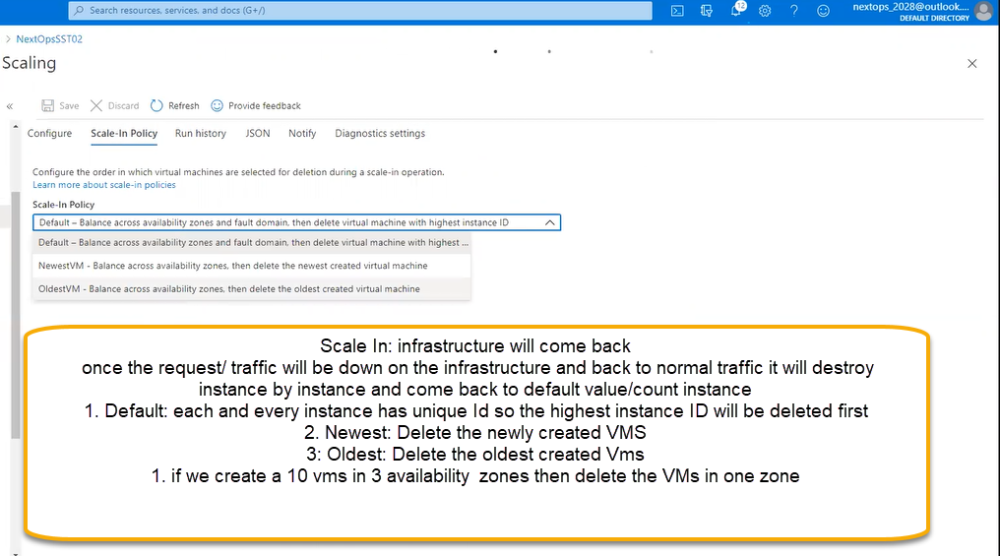 Search resources, services, and docs (G+/)
12
nextops_2028@outlook....
DEFAULT DIRECTORY
NextOpsSST02
Scaling
Save
Discard
Refresh
Provide feedback
Configure
Scale-In Policy
Run history
JSON
Notify
Diagnostics settings
Configure the order in which virtual machines are selected for deletion during a scale-in operation.
Learn more about scale-in policies
Scale-In Policy
Default – Balance across availability zones and fault domain, then delete virtual machine with highest instance ID
Default – Balance across availability zones and fault domain, then delete virtual machine with highest ...
NewestVM - Balance across availability zones, then delete the newest created virtual machine
OldestVM - Balance across availability zones, then delete the oldest created virtual machine
Scale In: infrastructure will come back
once the request/ traffic will be down on the infrastructure and back to normal traffic it will destroy
instance by instance and come back to default value/count instance
1. Default: each and every instance has unique Id so the highest instance ID will be deleted first
2. Newest: Delete the newly created VMS
3: Oldest: Delete the oldest created Vms
1. if we create a 10 vms in 3 availability  zones then delete the VMs in one zone